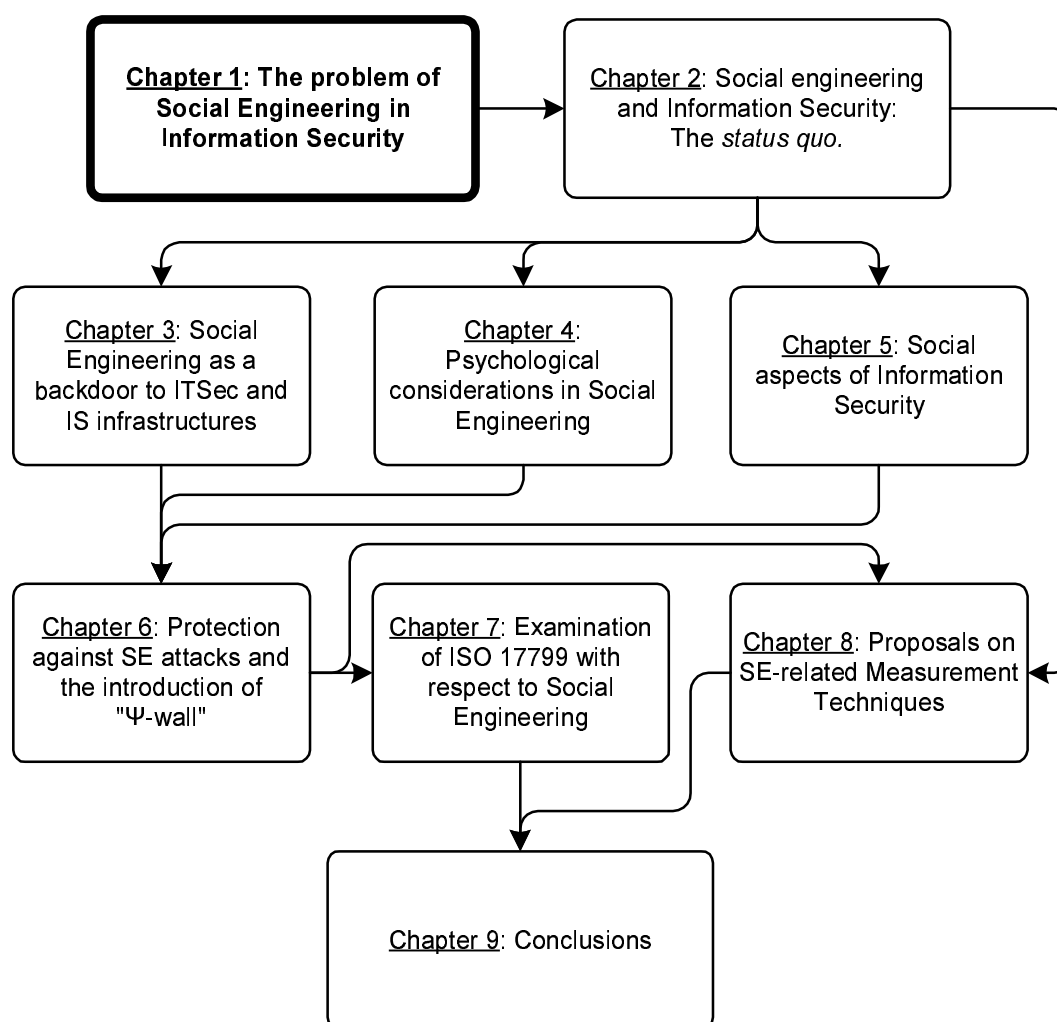 Chapter 1: The problem of
Social Engineering in
Information Security
Chapter 2: Social engineering
and Information Security:
The status quo.
Chapter 3: Social
Engineering as a
backdoor to ITSec and
IS infrastructures
Chapter 4:
Psychological
considerations in Social
Engineering
Chapter 5: Social
aspects of Information
Security
Chapter 6: Protection
against SE attacks and
the introduction of
"Ψ-wall"
Chapter 7: Examination
of ISO 17799 with
respect to Social
Engineering
Chapter 8: Proposals on
SE-related Measurement
Techniques
Chapter 9: Conclusions